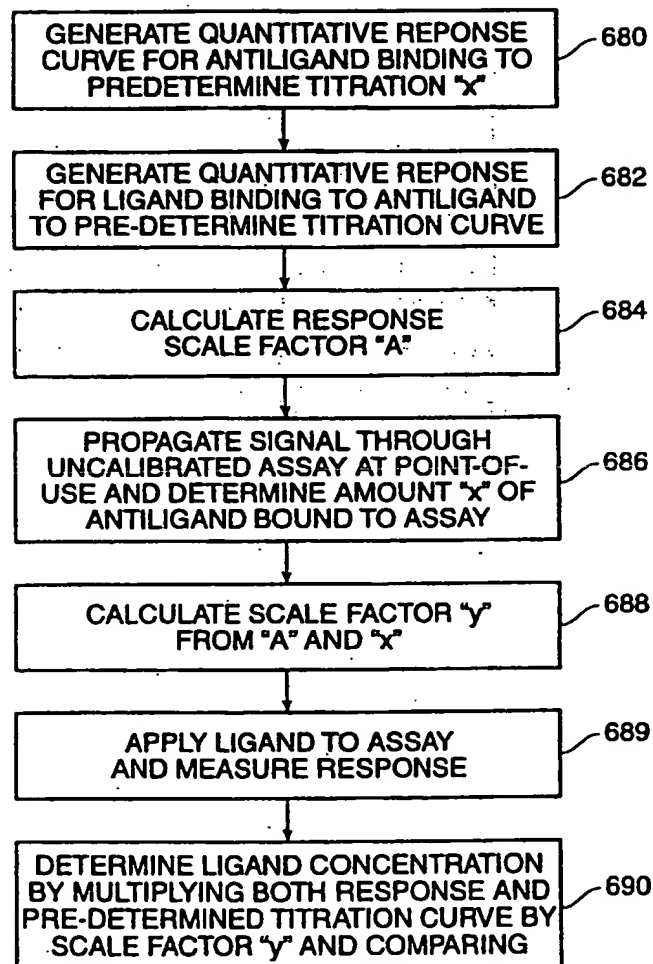 GENERATE QUANTITATIVE REPONSE
CURVE FOR ANTILIGAND BINDING TO
PREDETERMINE TITRATION "x"
680
GENERATE QUANTITATIVE REPONSE
FOR LIGAND BINDING TO ANTILIGAND
TO PRE-DETERMINE TITRATION CURVE
682
CALCULATE RESPONSE
SCALE FACTOR "A"
684
PROPAGATE SIGNAL THROUGH
UNCALIBRATED ASSAY AT POINT-OF-
USE AND DETERMINE AMOUNT "x" OF
ANTILIGAND BOUND TO ASSAY
686
CALCULATE SCALE FACTOR "y"
FROM "A" AND "x"
688
APPLY LIGAND TO ASSAY
AND MEASURE RESPONSE
689
DETERMINE LIGAND CONCENTRATION
BY MULTIPLYING BOTH RESPONSE AND
PRE-DETERMINED TITRATION CURVE BY
SCALE FACTOR "y" AND COMPARING
690